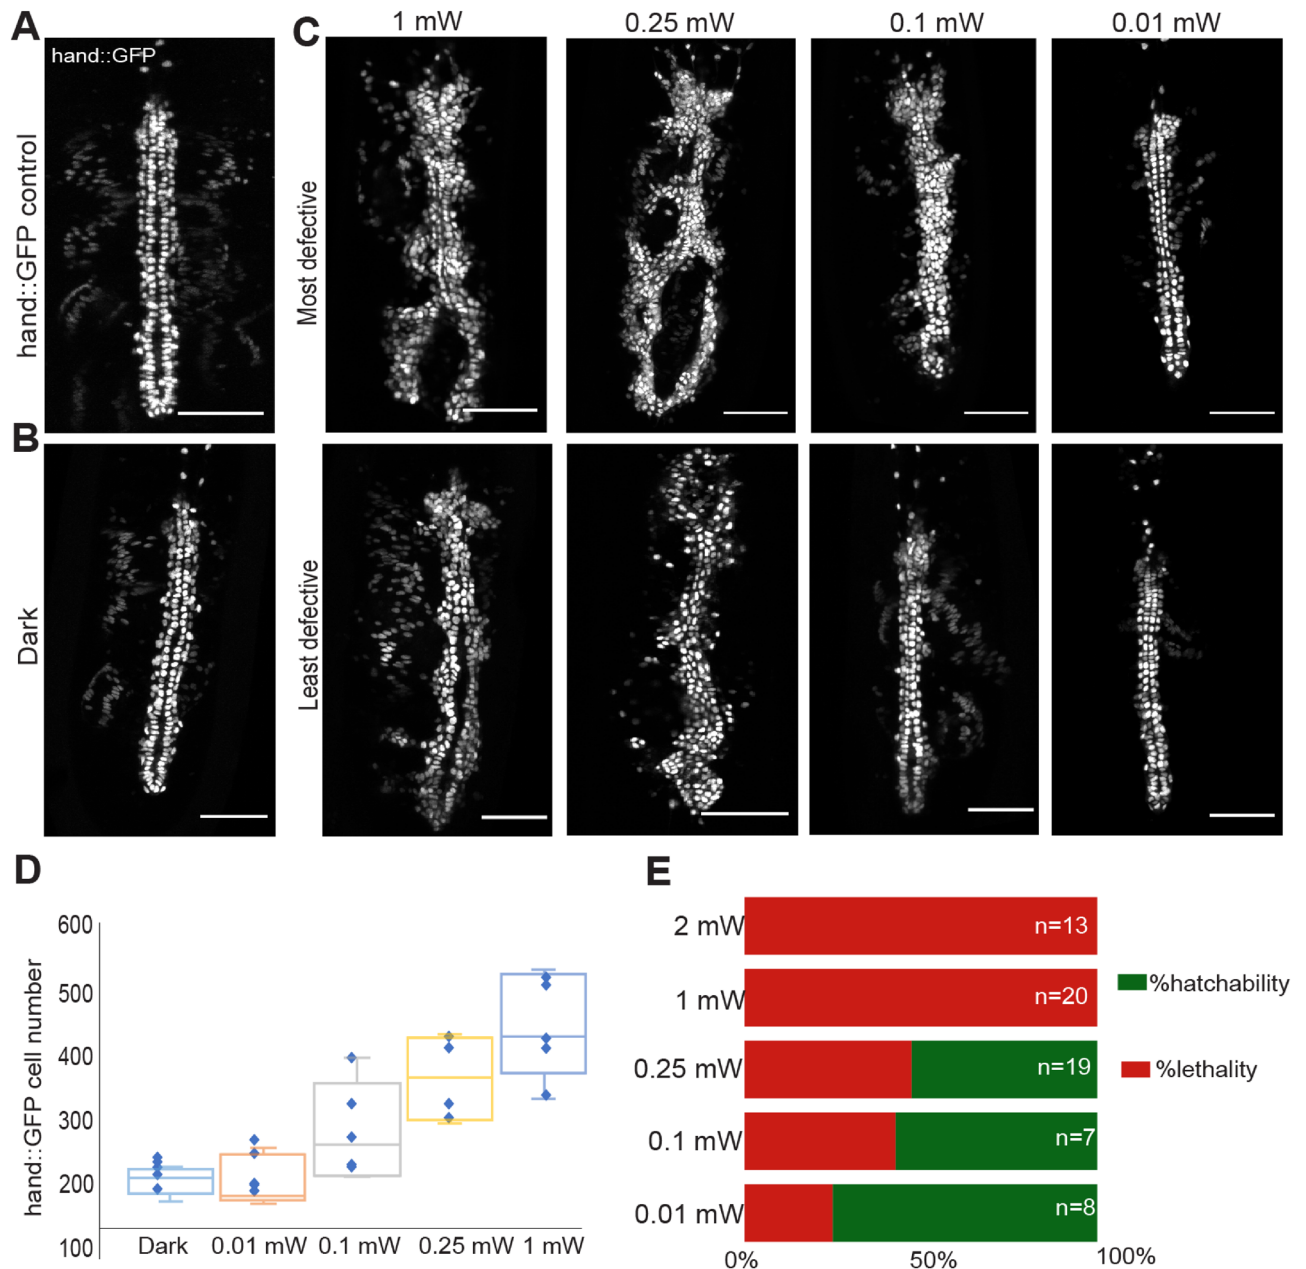 A
C
1 mW
0.25 mW
0.1 mW
0.01 mW
hand::GFP
hand::GFP control
Most defective
B
Dark
Least defective
D
E
hand::GFP cell number
600
500
400
300
200
100
Dark
0.01 mW
0.1 mW
0.25 mW
1 mW
2 mW
n=13
1 mW
n=20
0.25 mW
n=19
0.1 mW
n=7
0.01 mW
n=8
0%
50%
100%
%hatchability
%lethality